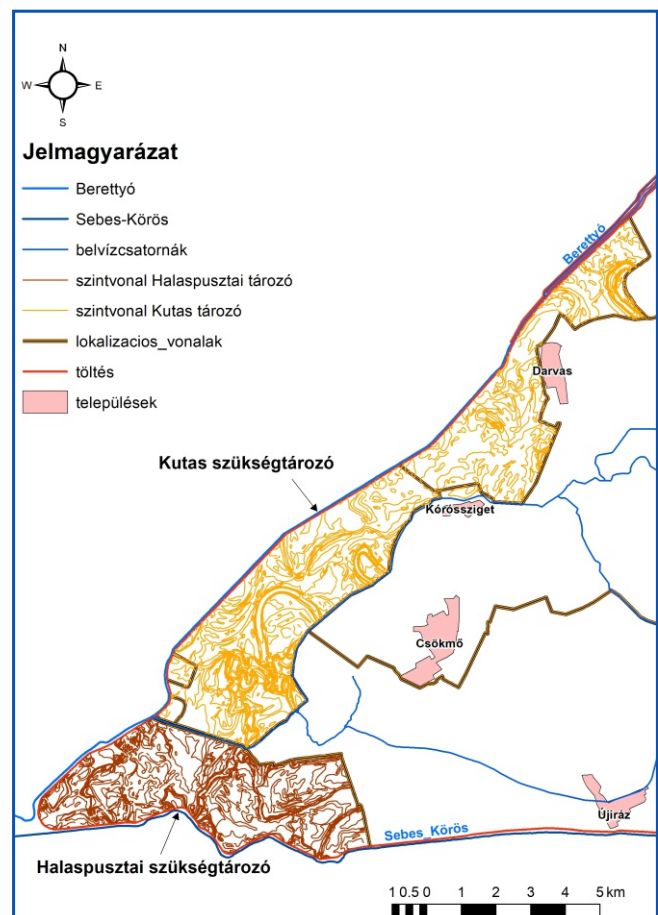 N
W E
S
Jelmagyarázat
Berettyó
Sebes-Körös
belvízcsatornák
szintvonal Halaspusztai tározó
szintvonal Kutas tározó
lokalizacios_vonalak
töltés
települések
Berettyó
Darvas
Kutas szükségtározó
Kóróssziget
Csökmő
Újiráz
Sebes_Körös
Halaspusztai szükségtározó
1 0.5 0 1 2 3 4 5 km